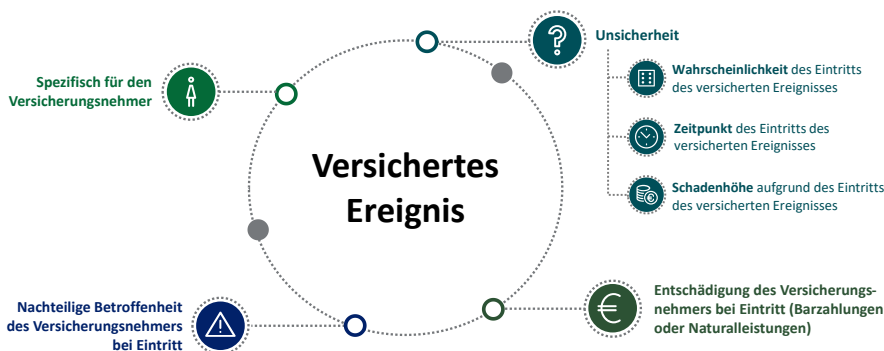 Spezifisch für den
Versicherungsnehmer
Unsicherheit
Wahrscheinlichkeit des Eintritts
des versicherten Ereignisses
Zeitpunkt des Eintritts des
versicherten Ereignisses
Schadenhöhe aufgrund des Eintritts
des versicherten Ereignisses
Versichertes
Ereignis
Nachteilige Betroffenheit
des Versicherungsnehmers
bei Eintritt
Entschädigung des Versicherungs-
nehmers bei Eintritt (Barzahlungen
oder Naturalleistungen)